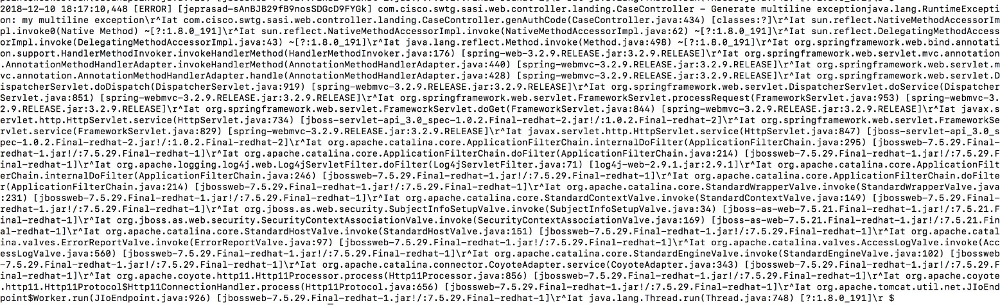 point$Worker.run(JIoEndpoint.java:926) [jbossweb-7.5.29.Final-redhat-1.jar!/:7.5.29.Final-redhat-1]\r^Iat java.lang.Thread.run(Thread.java:748) [?:1.8.0_191]\r $
2018-12-10 18:17:10,448 [ERROR] [jeprasad-sAnBJB29fB9nosSDGcD9FYGk] com.cisco.swtg.sasi.web.controller.landing.CaseController - Generate multiline exceptionjava.lang.RuntimeExcepti
on: my multiline exception\r^Iat com.cisco.swtg.sasi.web.controller.landing.CaseController.genAuthCode(CaseController.java:434) [classes:?]\r^Iat sun.reflect.NativeMethodAccessorIm
pl.invoke0(Native Method) ~[?:1.8.0_191]\r^Iat sun.reflect.NativeMethodAccessorImpl.invoke(NativeMethodAccessorImpl.java:62) ~[?:1.8.0_191]\r^Iat sun.reflect.DelegatingMethodAccess
orImpl.invoke(DelegatingMethodAccessorImpl.java:43) ~[?:1.8.0_191]\r^Iat java.lang.reflect.Method.invoke(Method.java:498) ~[?:1.8.0_191]\r^Iat org.springframework.web.bind.annotati
on.support.HandlerMethodInvoker.invokeHandlerMethod(HandlerMethodInvoker.java:176) [spring-web-3.2.9.RELEASE.jar:3.2.9.RELEASE]\r^Iat org.springframework.web.servlet.mvc.annotation
.AnnotationMethodHandlerAdapter.invokeHandlerMethod(AnnotationMethodHandlerAdapter.java:440) [spring-webmvc-3.2.9.RELEASE.jar:3.2.9.RELEASE]\r^Iat org.springframework.web.servlet.m
vc.annotation.AnnotationMethodHandlerAdapter.handle(AnnotationMethodHandlerAdapter.java:428) [spring-webmvc-3.2.9.RELEASE.jar:3.2.9.RELEASE]\r^Iat org.springframework.web.servlet.D
ispatcherServlet.doDispatch(DispatcherServlet.java:919) [spring-webmvc-3.2.9.RELEASE.jar:3.2.9.RELEASE]\r^Iat org.springframework.web.servlet.DispatcherServlet.doService(Dispatcher
Servlet.java:851) [spring-webmvc-3.2.9.RELEASE.jar:3.2.9.RELEASE]\r^Iat org.springframework.web.servlet.FrameworkServlet.processRequest(FrameworkServlet.java:953) [spring-webmvc-3.
2.9.RELEASE.jar:3.2.9.RELEASE]\r^Iat org.springframework.web.servlet.FrameworkServlet.doGet(FrameworkServlet.java:844) [spring-webmvc-3.2.9.RELEASE.jar:3.2.9.RELEASE]\r^Iat javax.s
ervlet.http.HttpServlet.service(HttpServlet.java:734) [jboss-servlet-api_3.0_spec-1.0.2.Final-redhat-2.jar!/:1.0.2.Final-redhat-2]\r^Iat org.springframework.web.servlet.FrameworkSe
rvlet.service(FrameworkServlet.java:829) [spring-webmvc-3.2.9.RELEASE.jar:3.2.9.RELEASE]\r^Iat javax.servlet.http.HttpServlet.service(HttpServlet.java:847) [jboss-servlet-api_3.0_s
pec-1.0.2.Final-redhat-2.jar!/:1.0.2.Final-redhat-2]\r^Iat org.apache.catalina.core.ApplicationFilterChain.internalDoFilter(ApplicationFilterChain.java:295) [jbossweb-7.5.29.Final-
redhat-1.jar!/:7.5.29.Final-redhat-1]\r^Iat org.apache.catalina.core.ApplicationFilterChain.doFilter(ApplicationFilterChain.java:214) [jbossweb-7.5.29.Final-redhat-1.jar!/:7.5.29.F
inal-redhat-1]\r^Iat org.apache.logging.log4j.web.Log4jServletFilter.doFilter(Log4jServletFilter.java:71) [log4j-web-2.9.1.jar:2.9.1]\r^Iat org.apache.catalina.core.ApplicationFilt
erChain.internalDoFilter(ApplicationFilterChain.java:246) [jbossweb-7.5.29.Final-redhat-1.jar!/:7.5.29.Final-redhat-1]\r^Iat org.apache.catalina.core.ApplicationFilterChain.doFilte
r(ApplicationFilterChain.java:214) [jbossweb-7.5.29.Final-redhat-1.jar!/:7.5.29.Final-redhat-1]\r^Iat org.apache.catalina.core.StandardWrapperValve.invoke(StandardWrapperValve.java
:231) [jbossweb-7.5.29.Final-redhat-1.jar!/:7.5.29.Final-redhat-1]\r^Iat org.apache.catalina.core.StandardContextValve.invoke(StandardContextValve.java:149) [jbossweb-7.5.29.Final-
redhat-1.jar!/:7.5.29.Final-redhat-1]\r^Iat org.jboss.as.web.security.SubjectInfoSetupValve.invoke(SubjectInfoSetupValve.java:34) [jboss-as-web-7.5.21.Final-redhat-1.jar!/:7.5.21.F
inal-redhat-1]\r^Iat org.jboss.as.web.security.SecurityContextAssociationValve.invoke(SecurityContextAssociationValve.java:169) [jboss-as-web-7.5.21.Final-redhat-1.jar!/:7.5.21.Fin
al-redhat-1]\r^Iat org.apache.catalina.core.StandardHostValve.invoke(StandardHostValve.java:151) [jbossweb-7.5.29.Final-redhat-1.jar!/:7.5.29.Final-redhat-1]\r^Iat org.apache.catal
ina.valves.ErrorReportValve.invoke(ErrorReportValve.java:97) [jbossweb-7.5.29.Final-redhat-1.jar!/:7.5.29.Final-redhat-1]\r^Iat org.apache.catalina.valves.AccessLogValve.invoke(Acc
essLogValve.java:560) [jbossweb-7.5.29.Final-redhat-1.jar!/:7.5.29.Final-redhat-1]\r^Iat org.apache.catalina.core.StandardEngineValve.invoke(StandardEngineValve.java:102) [jbossweb
-7.5.29.Final-redhat-1.jar!/:7.5.29.Final-redhat-1]\r^Iat org.apache.catalina.connector.CoyoteAdapter.service(CoyoteAdapter.java:343) [jbossweb-7.5.29.Final-redhat-1.jar!/:7.5.29.F
inal-redhat-1]\r^Iat org.apache.coyote.http11.Http11Processor.process(Http11Processor.java:856) [jbossweb-7.5.29.Final-redhat-1.jar!/:7.5.29.Final-redhat-1]\r^Iat org.apache.coyote
.http11.Http11Protocol$Http11ConnectionHandler.process(Http11Protocol.java:656) [jbossweb-7.5.29.Final-redhat-1.jar!/:7.5.29.Final-redhat-1]\r^Iat org.apache.tomcat.util.net.JIoEnd
point$Worker.run(JIoEndpoint.java:926) [jbossweb-7.5.29.Final-redhat-1.jar!/:7.5.29.Final-redhat-1]\r^Iat java.lang.Thread.run(Thread.java:748) [?:1.8.0_191]\r $